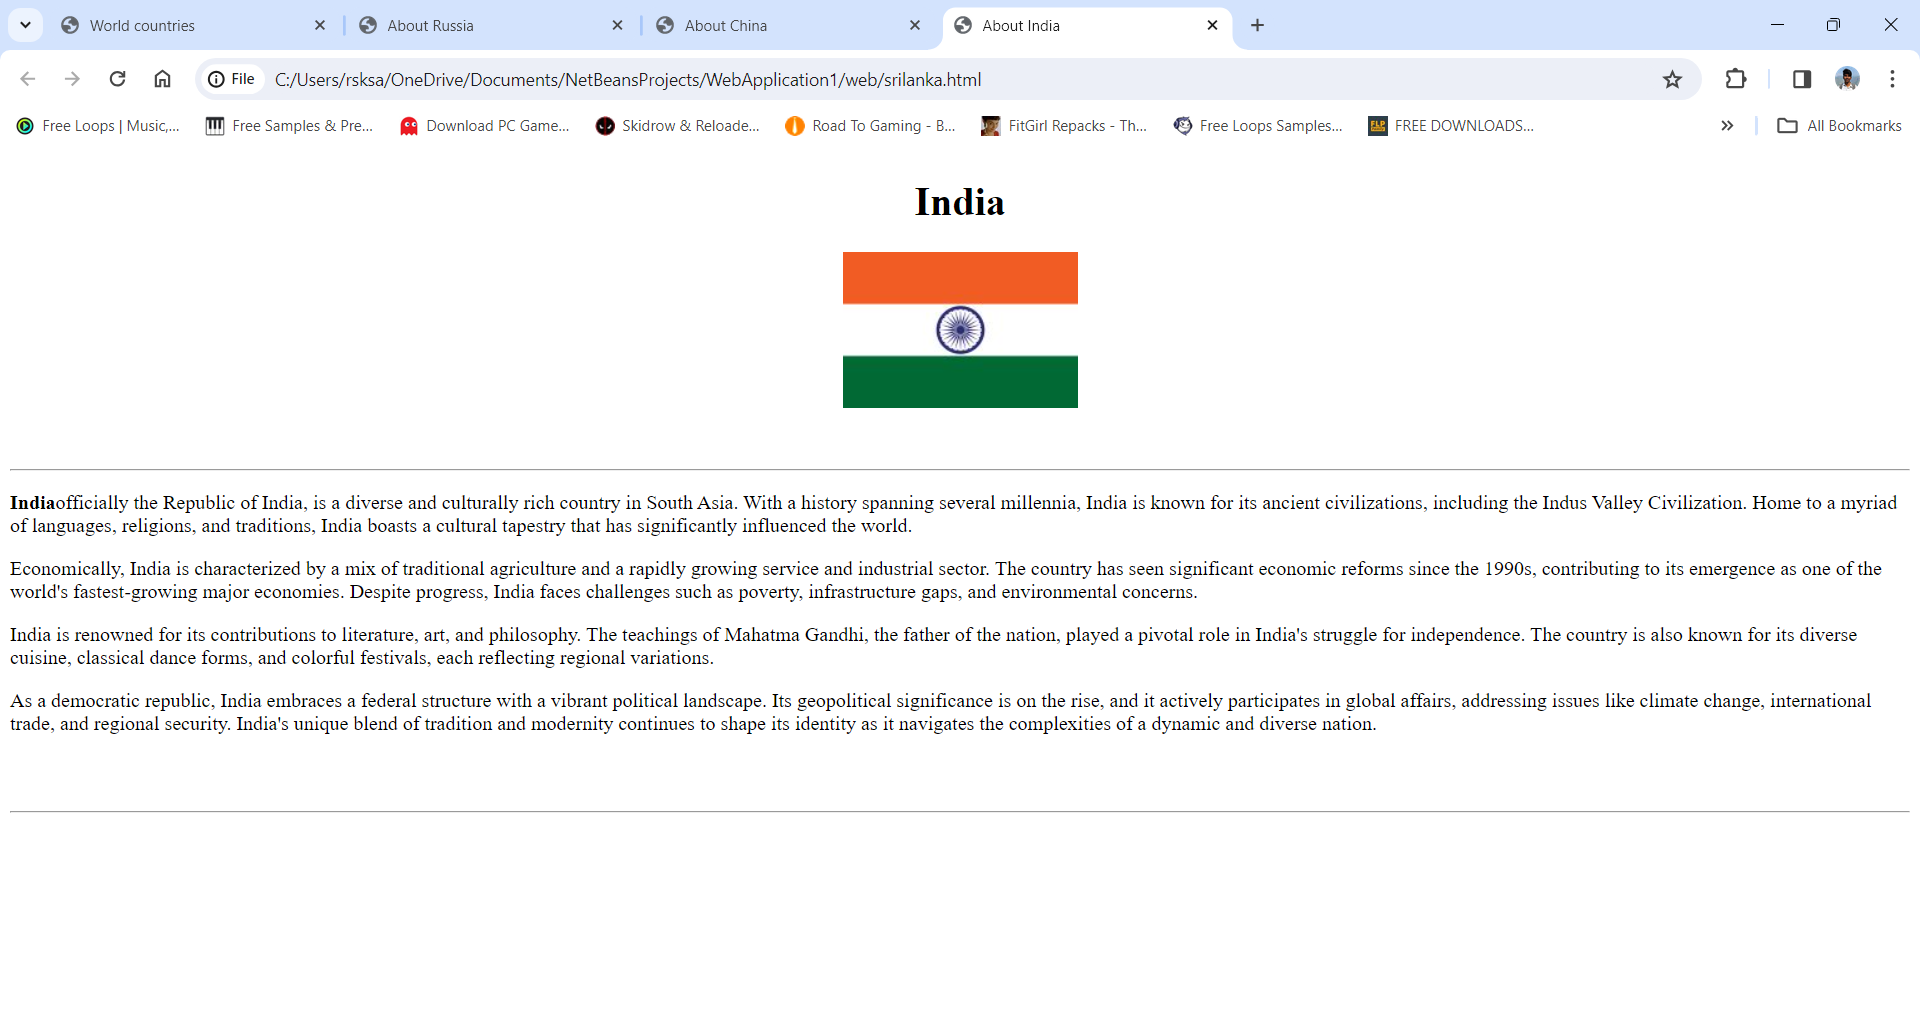 World countries
About Russia
About China
About India
File
C:/Users/rsksa/OneDrive/Documents/NetBeansProjects/WebApplication1/web/srilanka.html
Free Loops | Music,...
Free Samples & Pre...
Download PC Game...
Skidrow & Reloade...
Road To Gaming - B...
FitGirl Repacks - Th...
Free Loops Samples...
FLP
FREE DOWNLOADS...
All Bookmarks
India
Indiaofficially the Republic of India, is a diverse and culturally rich country in South Asia. With a history spanning several millennia, India is known for its ancient civilizations, including the Indus Valley Civilization. Home to a myriad
of languages, religions, and traditions, India boasts a cultural tapestry that has significantly influenced the world.
Economically, India is characterized by a mix of traditional agriculture and a rapidly growing service and industrial sector. The country has seen significant economic reforms since the 1990s, contributing to its emergence as one of the
world's fastest-growing major economies. Despite progress, India faces challenges such as poverty, infrastructure gaps, and environmental concerns.
India is renowned for its contributions to literature, art, and philosophy. The teachings of Mahatma Gandhi, the father of the nation, played a pivotal role in India's struggle for independence. The country is also known for its diverse
cuisine, classical dance forms, and colorful festivals, each reflecting regional variations.
As a democratic republic, India embraces a federal structure with a vibrant political landscape. Its geopolitical significance is on the rise, and it actively participates in global affairs, addressing issues like climate change, international
trade, and regional security. India's unique blend of tradition and modernity continues to shape its identity as it navigates the complexities of a dynamic and diverse nation.